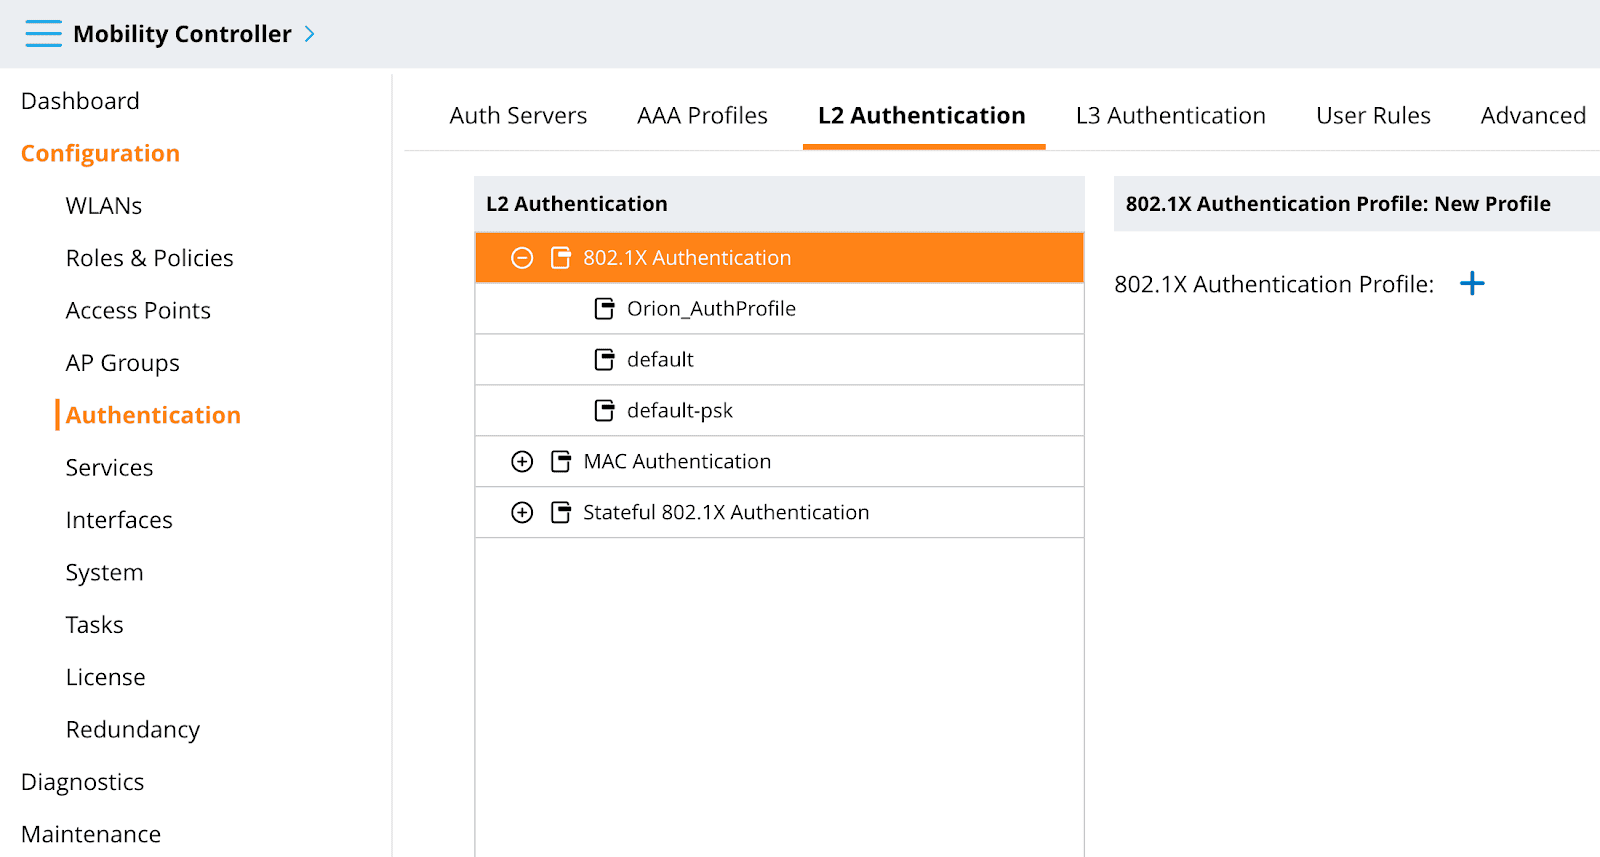 Mobility Controller
Dashboard
Configuration
WLANs
Roles & Policies
Access Points
AP Groups
Authentication
Services
Interfaces
System
Tasks
License
Redundancy
Diagnostics
Maintenance
Auth Servers AAA Profiles L2 Authentication L3 Authentication User Rules Advanced
L2 Authentication
802.1X Authentication
Orion_AuthProfile
default
default-psk
MAC Authentication
Stateful 802.1X Authentication
802.1X Authentication Profile: New Profile
802.1X Authentication Profile: